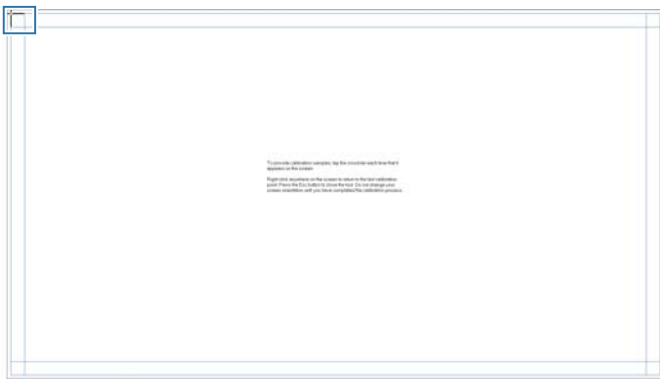 To provide calibration samples, tap the crosshair each time that it
appears on the screen.
Right-click anywhere on the screen to return to the last calibration
point. Press the Esc button to close the tool. Do not change your
screen orientation until you have completed the calibration process.